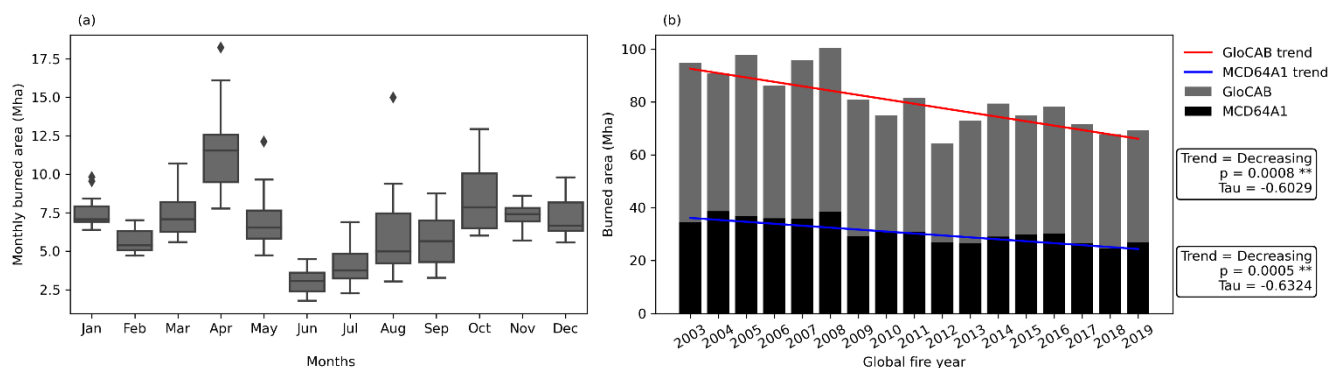 (a)
Monthly burned area (Mha)
17.5
15.0
12.5
10.0
7.5
5.0
2.5
Jan Feb Mar Apr May Jun Jul Aug Sep Oct Nov Dec
Months
(b)
Burned area (Mha)
100
80
60
40
20
0
2003 2004 2005 2006 2007 2008 2009 2010 2011 2012 2013 2014 2015 2016 2017 2018 2019
Global fire year
GloCAB trend
MCD64A1 trend
GloCAB
MCD64A1
Trend = Decreasing
p = 0.0008 **
Tau = -0.6029
Trend = Decreasing
p = 0.0005 **
Tau = -0.6324